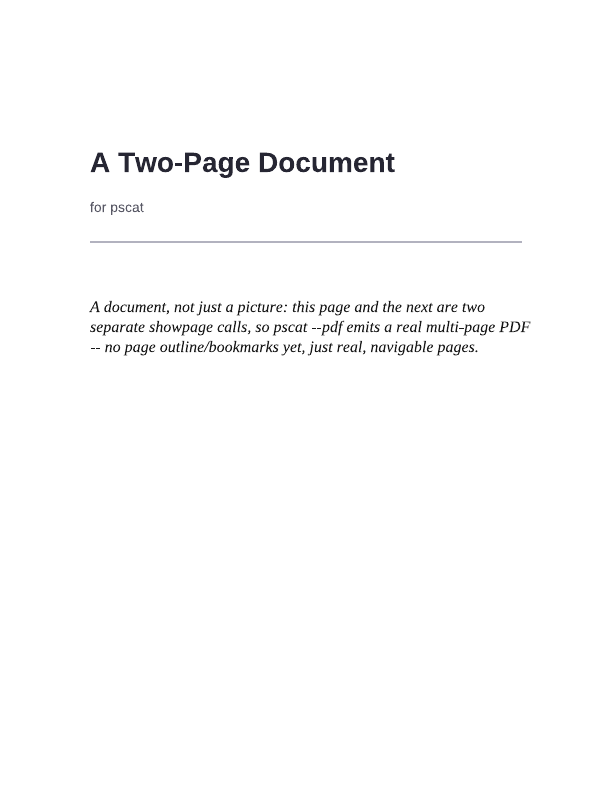 A Two-Page Document
for pscat
A document, not just a picture: this page and the next are two
separate showpage calls, so pscat --pdf emits a real multi-page PDF
-- no page outline/bookmarks yet, just real, navigable pages.